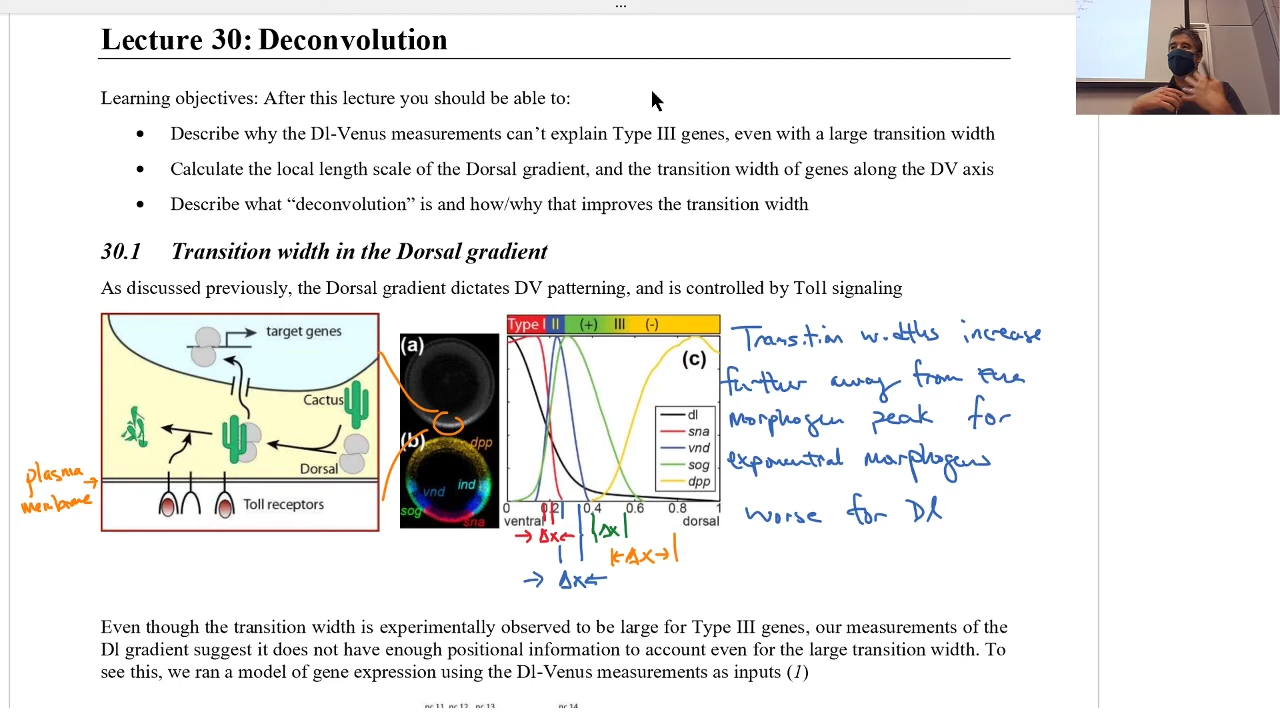 ...
Lecture 30: Deconvolution
Learning objectives: After this lecture you should be able to:
• Describe why the Dl-Venus measurements can't explain Type III genes, even with a large transition width
• Calculate the local length scale of the Dorsal gradient, and the transition width of genes along the DV axis
• Describe what “deconvolution” is and how/why that improves the transition width
30.1 Transition width in the Dorsal gradient
As discussed previously, the Dorsal gradient dictates DV patterning, and is controlled by Toll signaling
target genes
Cactus
Dorsal
Toll receptors
plasma
membrane
(a)
(b)
dpp
vnd
ind
sog
sna
Type I II (+) III (-)
(c)
dl
sna
vnd
sog
dpp
0 0.2 0.4 0.6 0.8 1
ventral dorsal
→ Δx ←
|Δx|
|←Δx→|
→ Δx ←
Transition widths increase
further away from the
morphogen peak for
exponential morphogens
worse for Dl
Even though the transition width is experimentally observed to be large for Type III genes, our measurements of the
Dl gradient suggest it does not have enough positional information to account even for the large transition width. To
see this, we ran a model of gene expression using the Dl-Venus measurements as inputs (1)
nc 11 nc 12 nc 13 nc 14